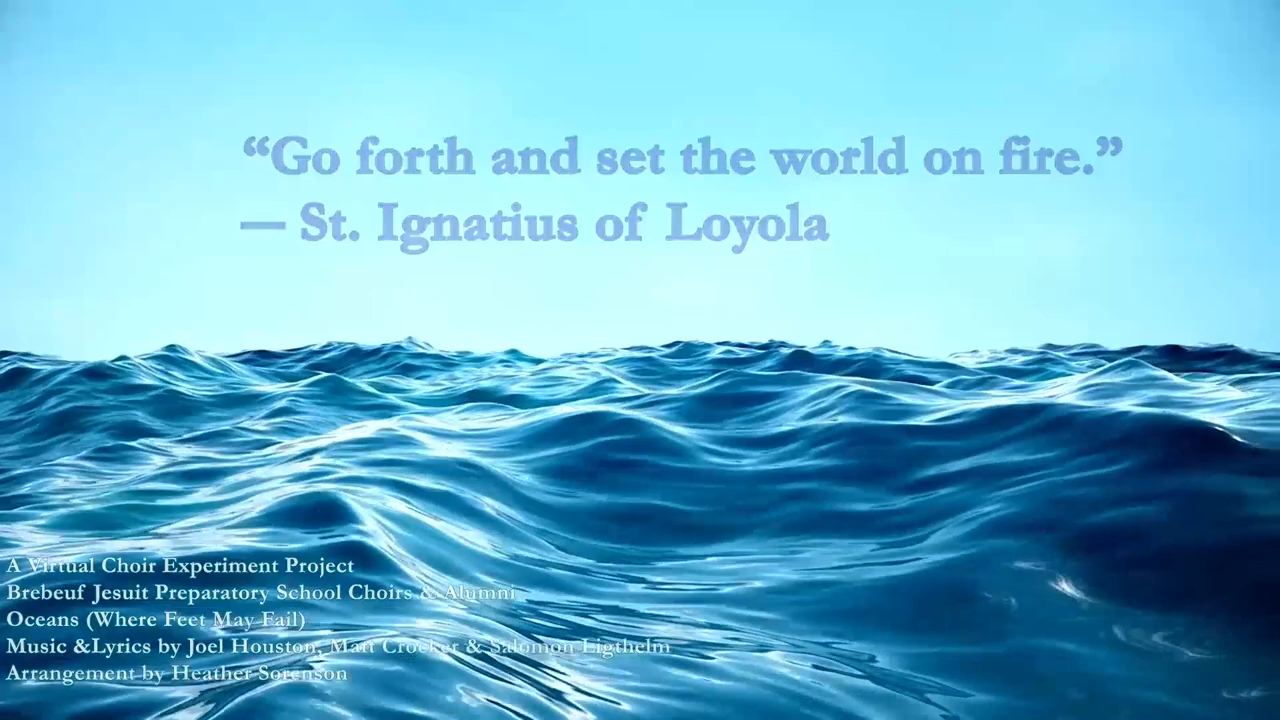 “Go forth and set the world on fire.”
— St. Ignatius of Loyola
A Virtual Choir Experiment Project
Brebeuf Jesuit Preparatory School Choirs & Alumni
Oceans (Where Feet May Fail)
Music &Lyrics by Joel Houston, Matt Crocker & Salomon Ligthelm
Arrangement by Heather Sorenson